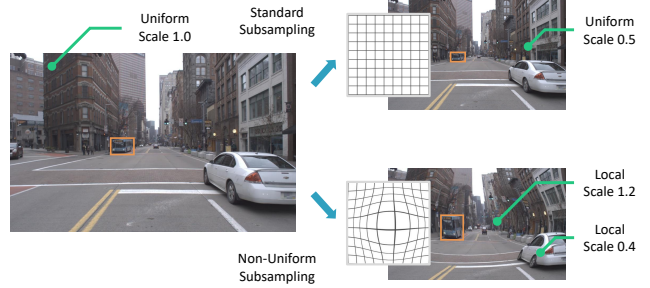 Uniform
Scale 1.0
Standard
Subsampling
Uniform
Scale 0.5
Local
Scale 1.2
Local
Scale 0.4
Non-Uniform
Subsampling